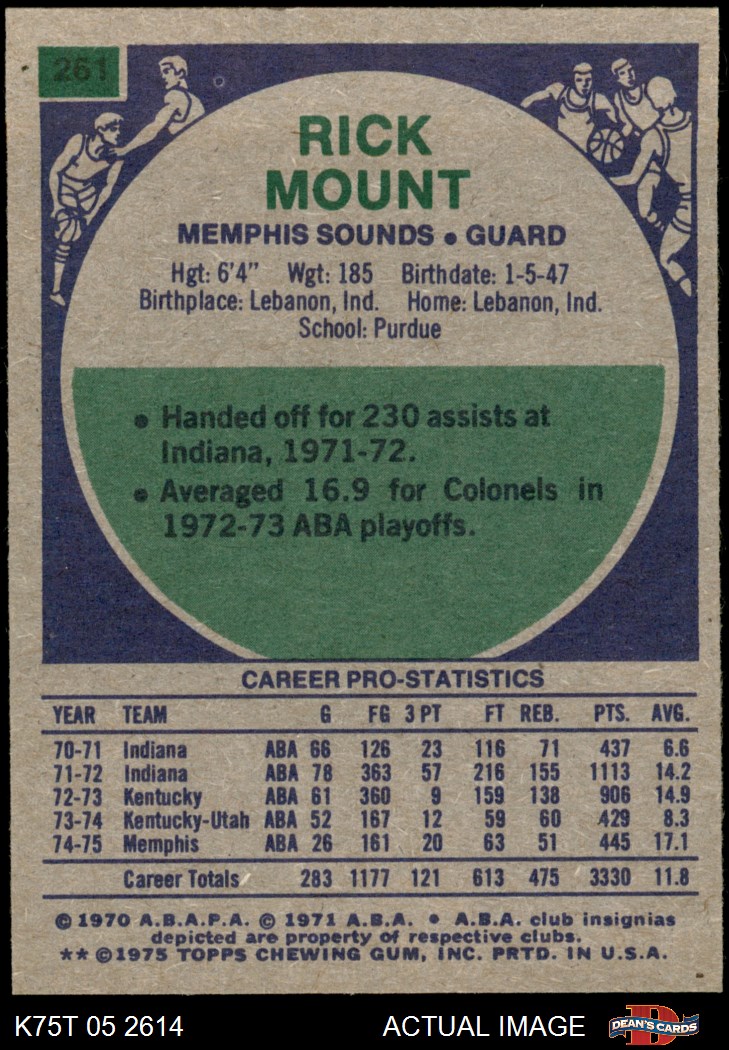 261
RICK
MOUNT
MEMPHIS SOUNDS • GUARD
Hgt: 6'4" Wgt: 185 Birthdate: 1-5-47
Birthplace: Lebanon, Ind. Home: Lebanon, Ind.
School: Purdue
• Handed off for 230 assists at
Indiana, 1971-72.
• Averaged 16.9 for Colonels in
1972-73 ABA playoffs.
CAREER PRO-STATISTICS
YEAR TEAM G FG 3 PT FT REB. PTS. AVG.
70-71 Indiana ABA 66 126 23 116 71 437 6.6
71-72 Indiana ABA 78 363 57 216 155 1113 14.2
72-73 Kentucky ABA 61 360 9 159 138 906 14.9
73-74 Kentucky-Utah ABA 52 167 12 59 60 429 8.3
74-75 Memphis ABA 26 161 20 63 51 445 17.1
Career Totals 283 1177 121 613 475 3330 11.8
© 1970 A.B.A.P.A. © 1971 A.B.A. • A.B.A. club insignias
depicted are property of respective clubs.
** © 1975 TOPPS CHEWING GUM, INC. PRTD. IN U.S.A.
K75T 05 2614 ACTUAL IMAGE DEAN'S CARDS